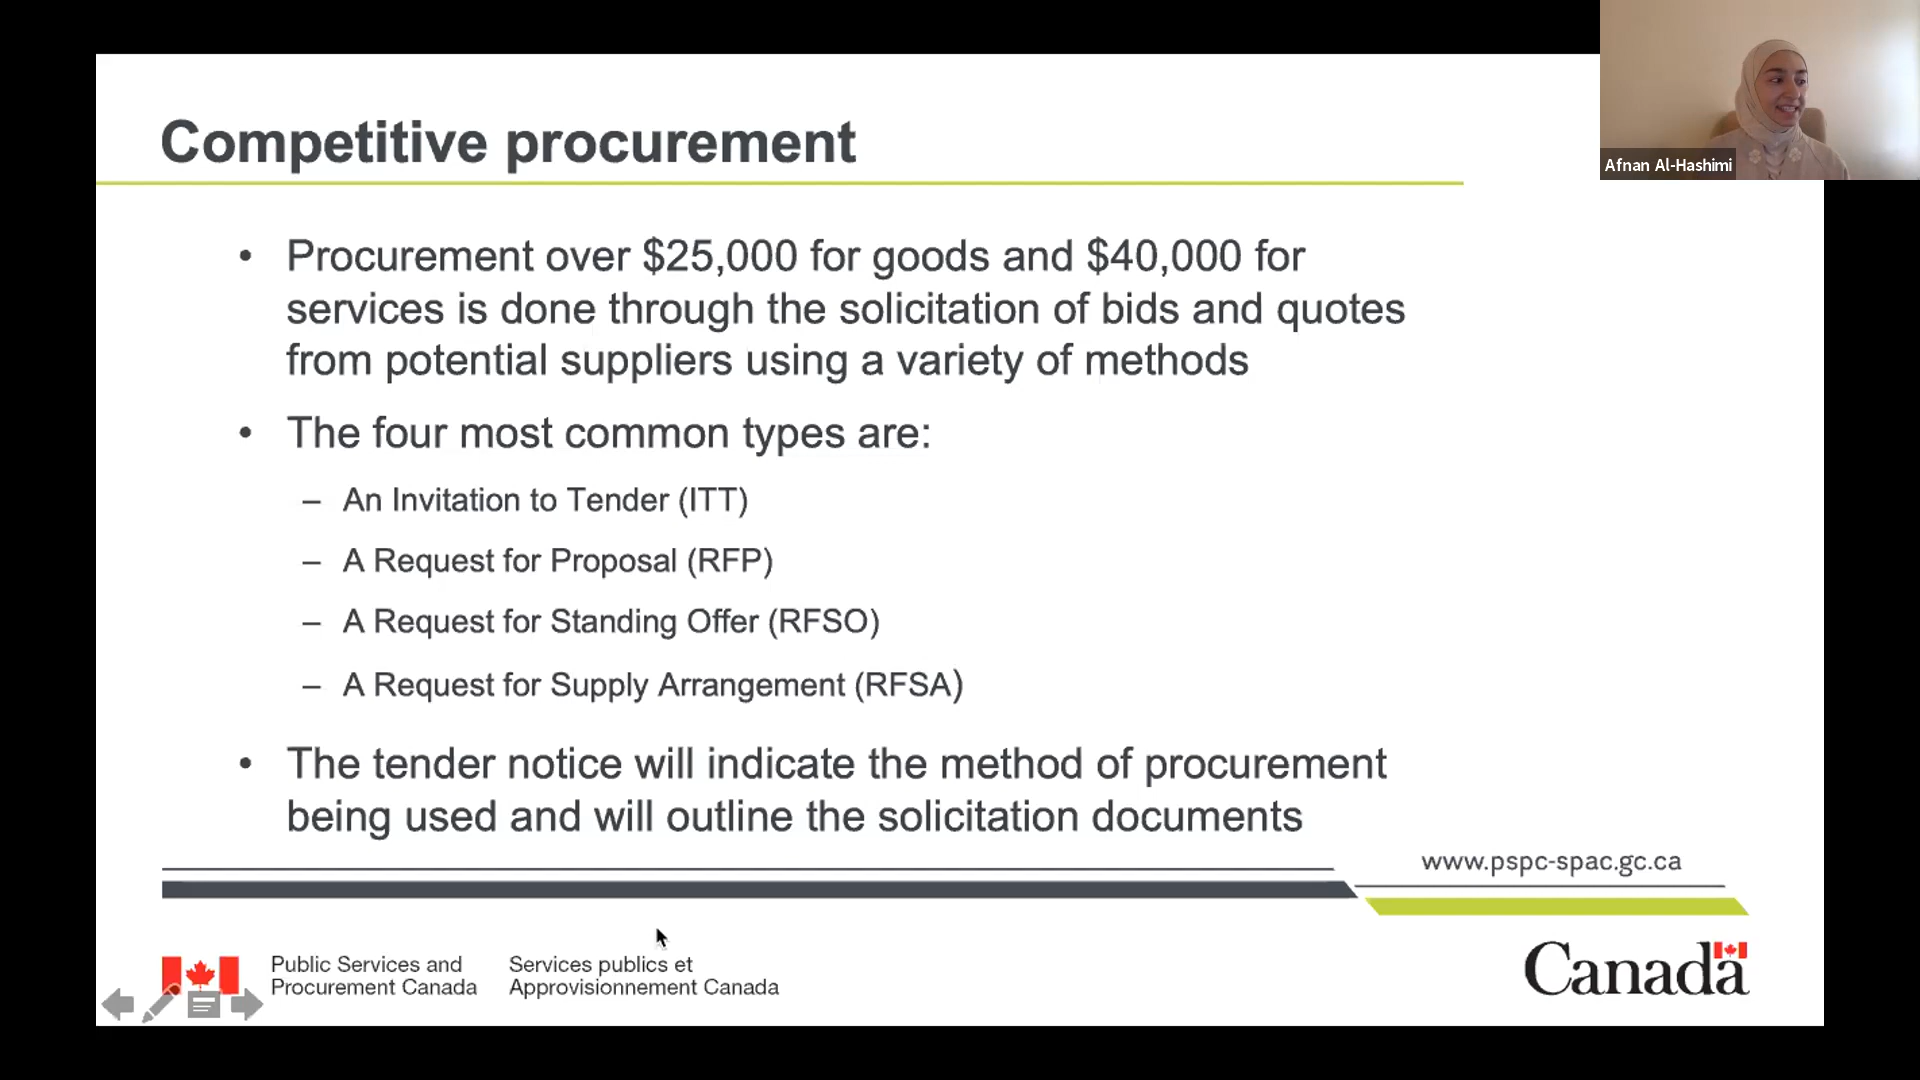 Competitive procurement
Afnan Al-Hashimi
• Procurement over $25,000 for goods and $40,000 for
services is done through the solicitation of bids and quotes
from potential suppliers using a variety of methods
• The four most common types are:
– An Invitation to Tender (ITT)
– A Request for Proposal (RFP)
– A Request for Standing Offer (RFSO)
– A Request for Supply Arrangement (RFSA)
• The tender notice will indicate the method of procurement
being used and will outline the solicitation documents
www.pspc-spac.gc.ca
Public Services and
Procurement Canada
Services publics et
Approvisionnement Canada
Canada